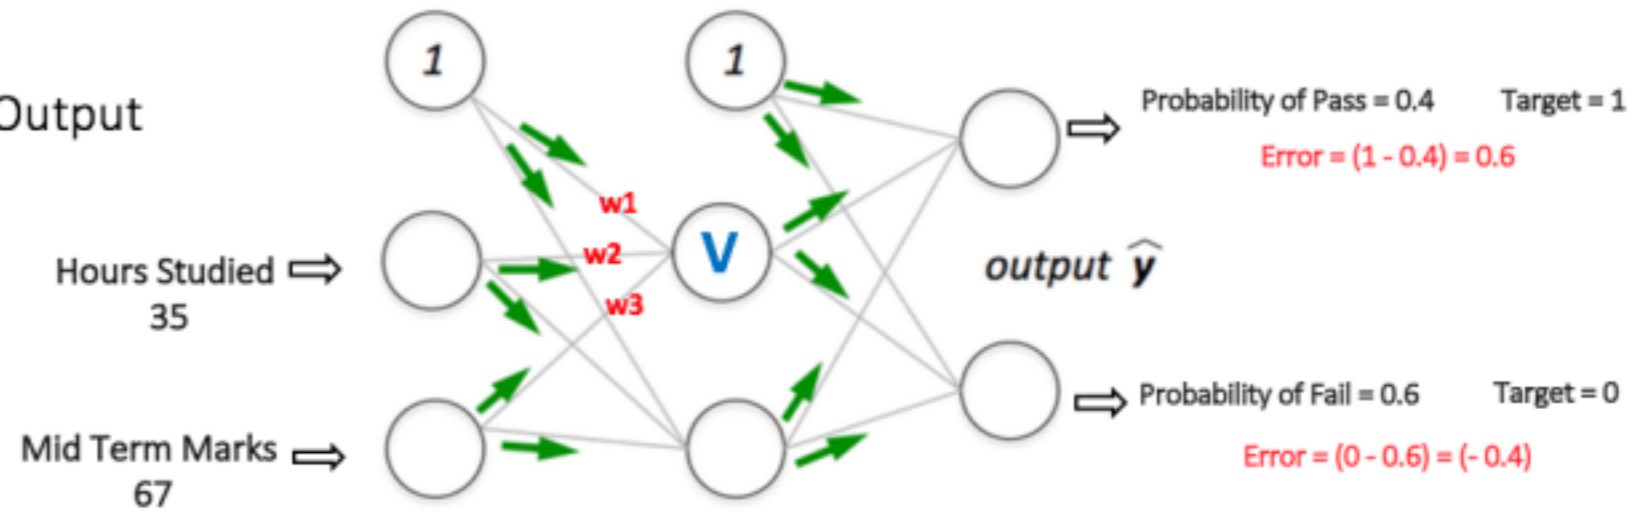 1
1
Output
Probability of Pass = 0.4 Target = 1
Error = (1 - 0.4) = 0.6
w1
w2
V
Hours Studied
35
output ŷ
w3
Probability of Fail = 0.6 Target = 0
Mid Term Marks
67
Error = (0 - 0.6) = (- 0.4)